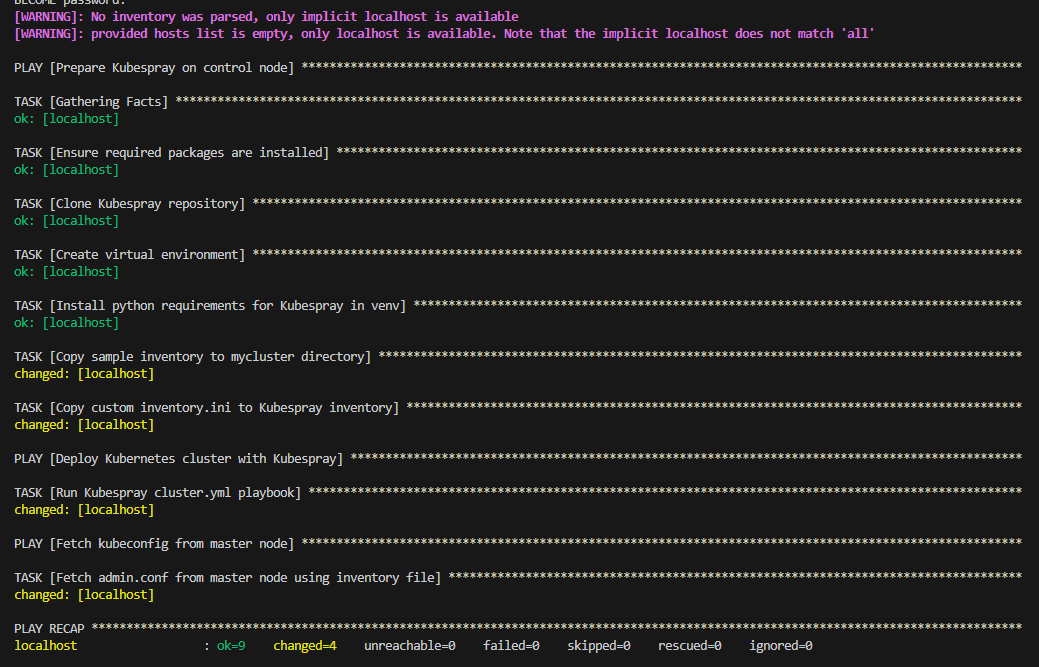 BECOME password:
[WARNING]: No inventory was parsed, only implicit localhost is available
[WARNING]: provided hosts list is empty, only localhost is available. Note that the implicit localhost does not match 'all'
PLAY [Prepare Kubespray on control node] *******************************************************************************************************
TASK [Gathering Facts] *************************************************************************************************************************
ok: [localhost]
TASK [Ensure required packages are installed] **************************************************************************************************
ok: [localhost]
TASK [Clone Kubespray repository] **************************************************************************************************************
ok: [localhost]
TASK [Create virtual environment] **************************************************************************************************************
ok: [localhost]
TASK [Install python requirements for Kubespray in venv] ***************************************************************************************
ok: [localhost]
TASK [Copy sample inventory to mycluster directory] ********************************************************************************************
changed: [localhost]
TASK [Copy custom inventory.ini to Kubespray inventory] ****************************************************************************************
changed: [localhost]
PLAY [Deploy Kubernetes cluster with Kubespray] ************************************************************************************************
TASK [Run Kubespray cluster.yml playbook] ******************************************************************************************************
changed: [localhost]
PLAY [Fetch kubeconfig from master node] *******************************************************************************************************
TASK [Fetch admin.conf from master node using inventory file] **********************************************************************************
changed: [localhost]
PLAY RECAP *************************************************************************************************************************************
localhost : ok=9 changed=4 unreachable=0 failed=0 skipped=0 rescued=0 ignored=0